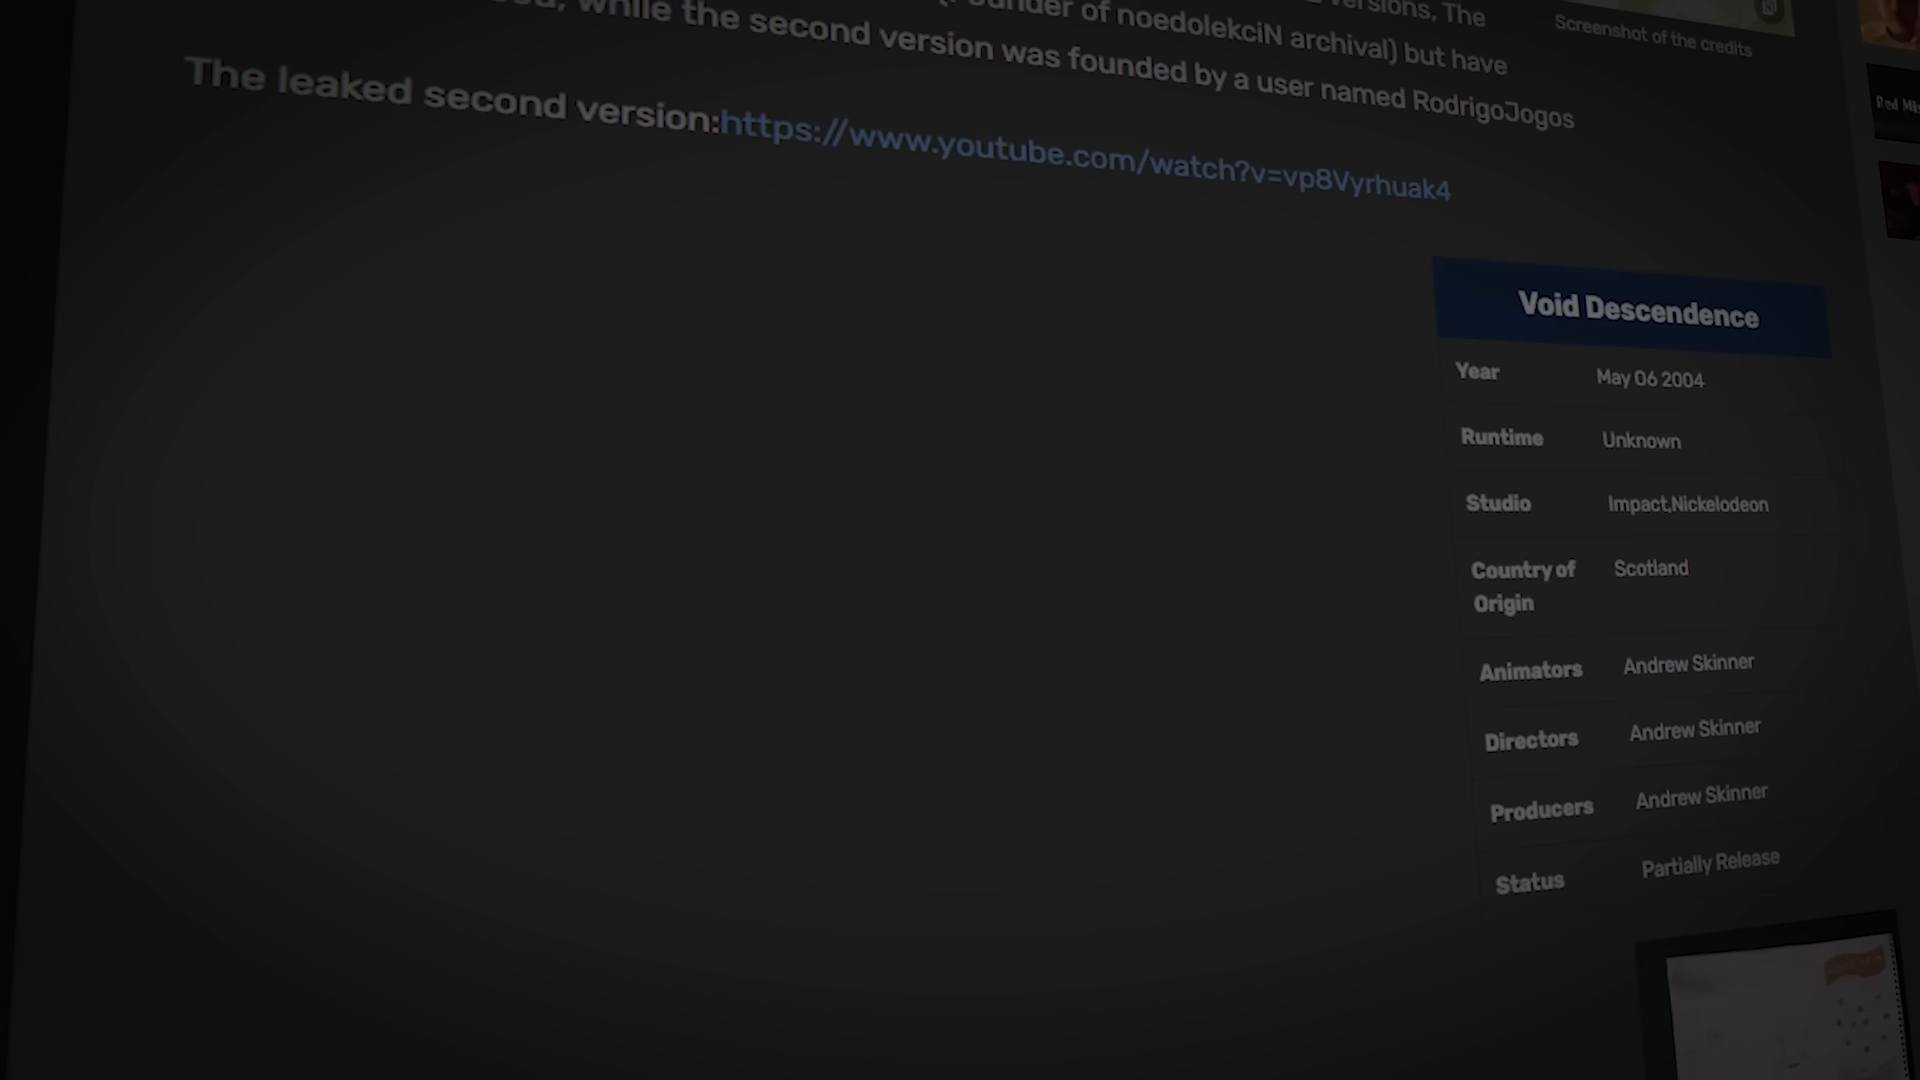 versions, The
Screenshot of the credits
of noedolekciN archival) but have
while the second version was founded by a user named RodrigoJogos
The leaked second version:https://www.youtube.com/watch?v=vp8Vyrhuak4
Void Descendence
Year May 06 2004
Runtime Unknown
Studio Impact,Nickelodeon
Country of Scotland
Origin
Animators Andrew Skinner
Directors Andrew Skinner
Producers Andrew Skinner
Status Partially Release